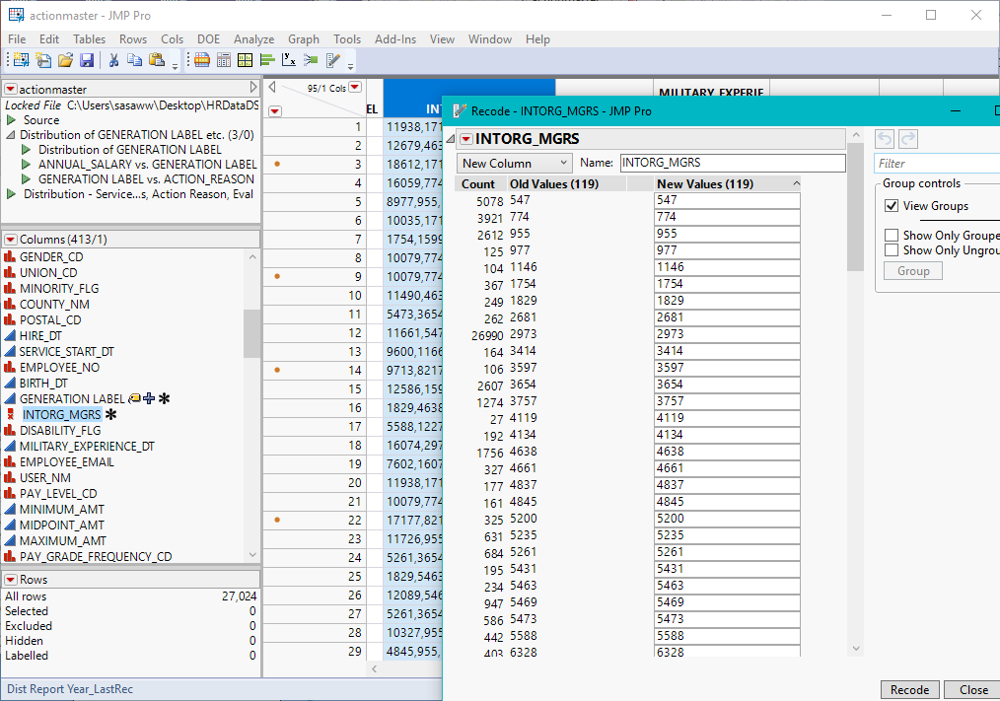 actionmaster - JMP Pro
File Edit Tables Rows Cols DOE Analyze Graph Tools Add-Ins View Window Help
actionmaster
Locked File C:\Users\sasaww\Desktop\HRDataDS
Source
Distribution of GENERATION LABEL etc. (3/0)
Distribution of GENERATION LABEL
ANNUAL_SALARY vs. GENERATION LABEL
GENERATION LABEL vs. ACTION_REASON
Distribution - Service...s, Action Reason, Eval
Columns (413/1)
GENDER_CD
UNION_CD
MINORITY_FLG
COUNTY_NM
POSTAL_CD
HIRE_DT
SERVICE_START_DT
EMPLOYEE_NO
BIRTH_DT
GENERATION LABEL
INTORG_MGRS
DISABILITY_FLG
MILITARY_EXPERIENCE_DT
EMPLOYEE_EMAIL
USER_NM
PAY_LEVEL_CD
MINIMUM_AMT
MIDPOINT_AMT
MAXIMUM_AMT
PAY_GRADE_FREQUENCY_CD
Rows
All rows 27,024
Selected 0
Excluded 0
Hidden 0
Labelled 0
Dist Report Year_LastRec
95/1 Cols
EL INT
MILITARY_EXPERIE
1 11938,171
2 12679,463
3 18612,171
4 16059,774
5 8977,955,
6 10035,171
7 1754,1599
8 10079,774
9 10079,774
10 11490,463
11 5473,3654
12 11661,547
13 9600,1166
14 9713,8217
15 12586,159
16 1829,4638
17 5588,1227
18 16074,297
19 7602,1607
20 11938,171
21 10079,774
22 17177,821
23 11726,955
24 5261,3654
25 1829,5463
26 12089,546
27 5261,3654
28 10327,955
29 4845,955,
Recode - INTORG_MGRS - JMP Pro
INTORG_MGRS
New Column Name: INTORG_MGRS
Count Old Values (119) New Values (119)
5078 547 547
3921 774 774
2612 955 955
125 977 977
104 1146 1146
367 1754 1754
249 1829 1829
262 2681 2681
26990 2973 2973
164 3414 3414
106 3597 3597
2607 3654 3654
1274 3757 3757
27 4119 4119
192 4134 4134
1756 4638 4638
327 4661 4661
177 4837 4837
161 4845 4845
325 5200 5200
631 5235 5235
684 5261 5261
195 5431 5431
234 5463 5463
947 5469 5469
586 5473 5473
442 5588 5588
403 6328 6328
Filter
Group controls
View Groups
Show Only Groupe
Show Only Ungrou
Group
Recode Close